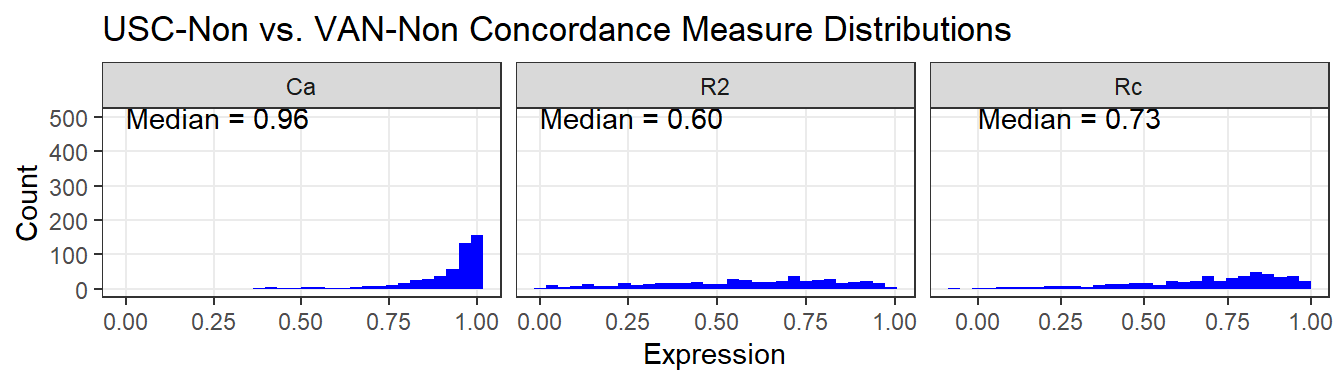 USC-Non vs. VAN-Non Concordance Measure Distributions
Ca R2 Rc
Median = 0.96 Median = 0.60 Median = 0.73
500
400
300
200
100
0
Count
0.00 0.25 0.50 0.75 1.00 0.00 0.25 0.50 0.75 1.00 0.00 0.25 0.50 0.75 1.00
Expression